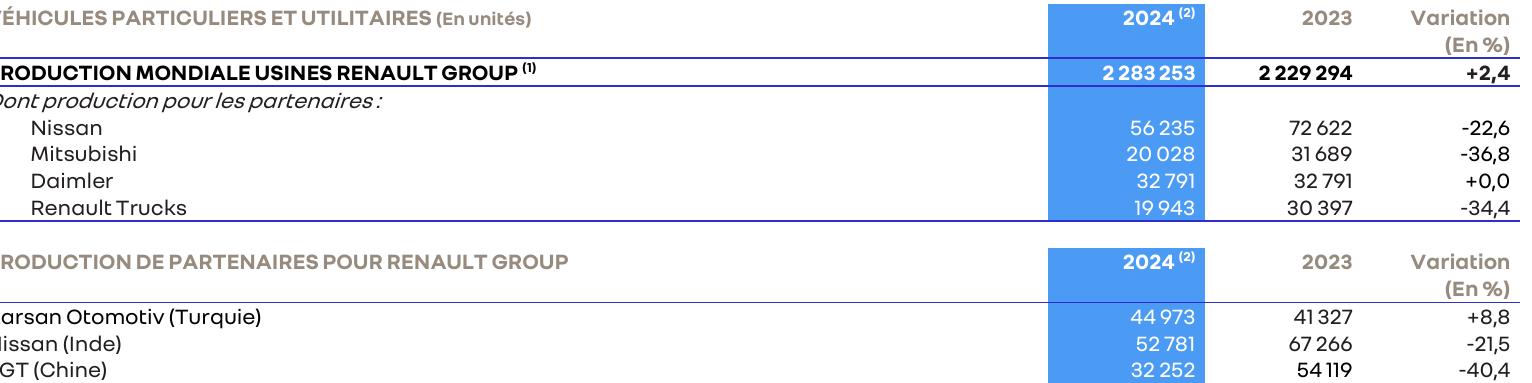 VÉHICULES PARTICULIERS ET UTILITAIRES (En unités) 2024 (2) 2023 Variation
(En %)
RODUCTION MONDIALE USINES RENAULT GROUP (1) 2 283 253 2 229 294 +2,4
Dont production pour les partenaires :
Nissan 56 235 72 622 -22,6
Mitsubishi 20 028 31 689 -36,8
Daimler 32 791 32 791 +0,0
Renault Trucks 19 943 30 397 -34,4
RODUCTION DE PARTENAIRES POUR RENAULT GROUP 2024 (2) 2023 Variation
(En %)
arsan Otomotiv (Turquie) 44 973 41 327 +8,8
issan (Inde) 52 781 67 266 -21,5
GT (Chine) 32 252 54 119 -40,4